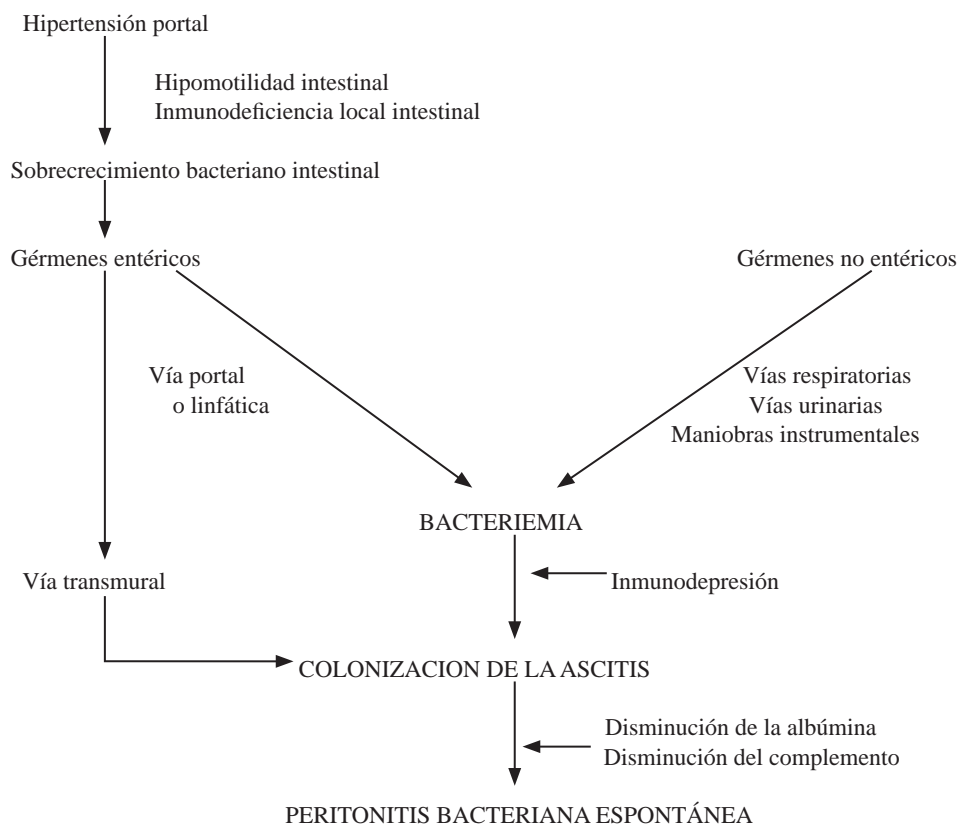 Hipertensión portal
Hipomotilidad intestinal
Inmunodeficiencia local intestinal
Sobrecrecimiento bacteriano intestinal
Gérmenes entéricos
Gérmenes no entéricos
Vía portal
o linfática
Vías respiratorias
Vías urinarias
Maniobras instrumentales
BACTERIEMIA
Vía transmural
Inmunodepresión
COLONIZACION DE LA ASCITIS
Disminución de la albúmina
Disminución del complemento
PERITONITIS BACTERIANA ESPONTÁNEA